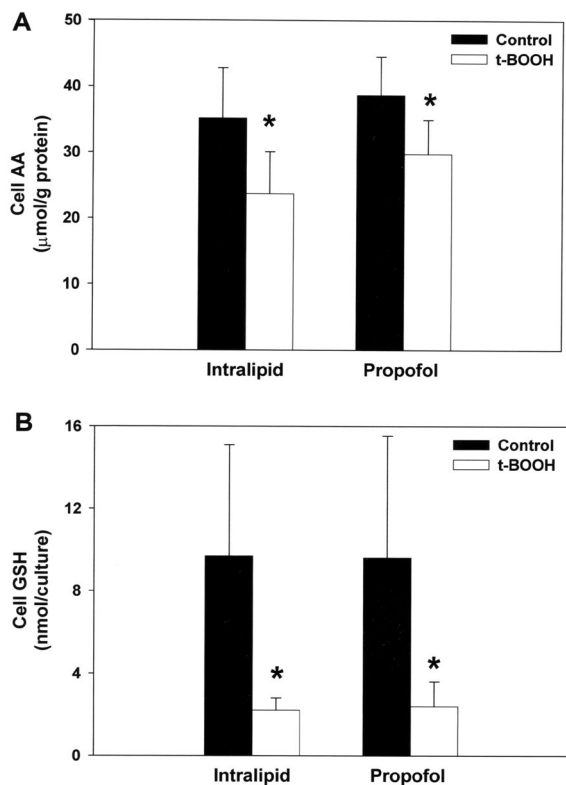 A
50
40
30
20
10
0
Cell AA
(μmol/g protein)
Control
t-BOOH
*
*
Intralipid
Propofol
B
16
12
8
4
0
Cell GSH
(nmol/culture)
Control
t-BOOH
*
*
Intralipid
Propofol